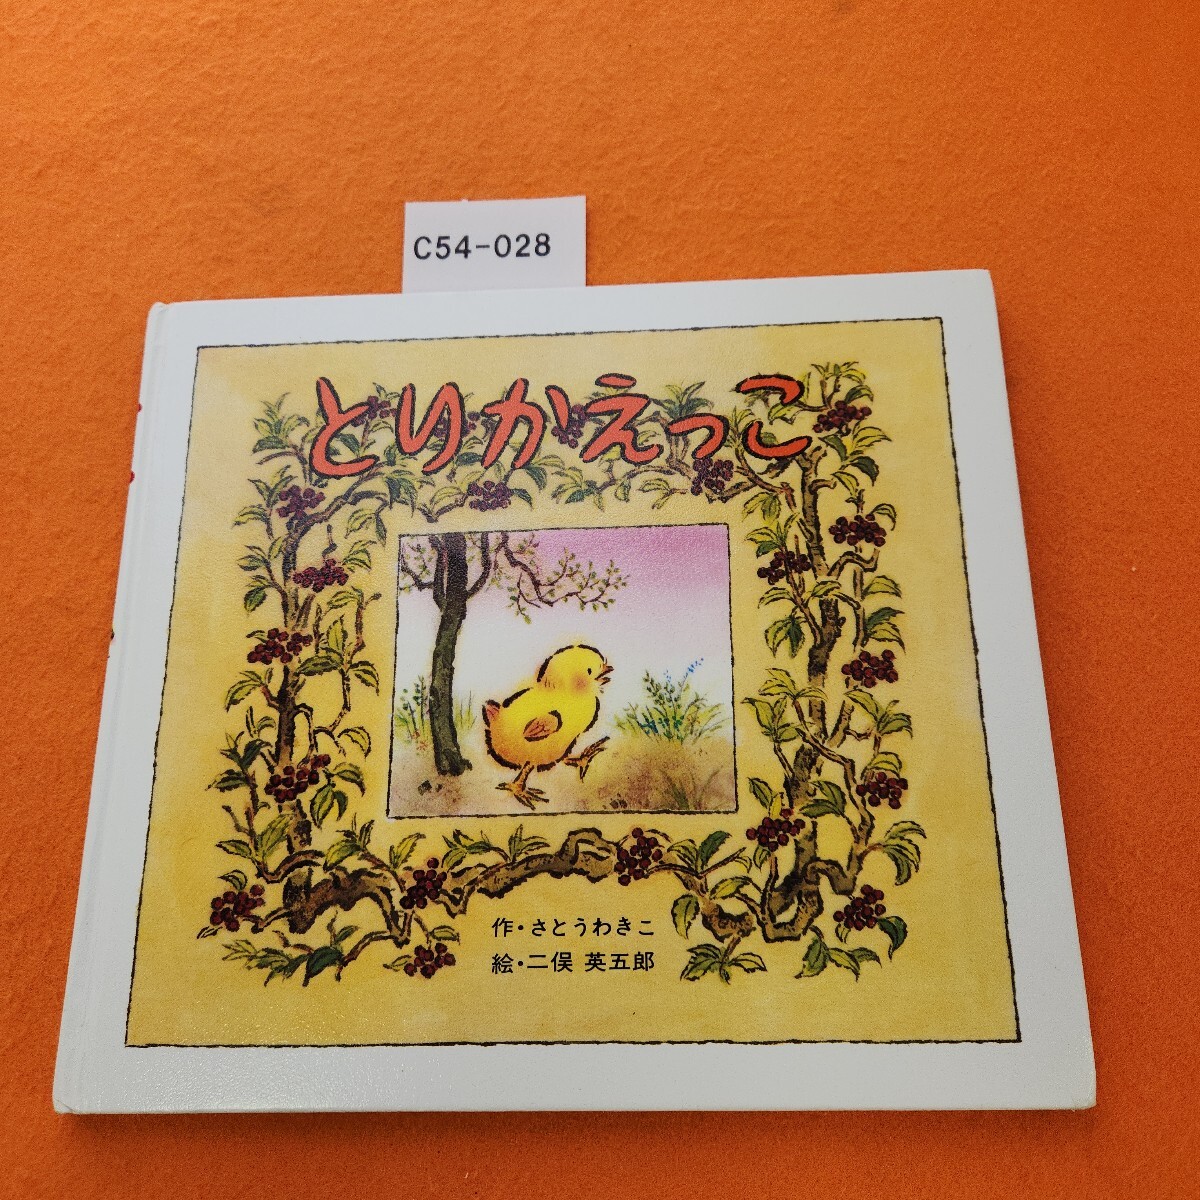 C54-028
とりかえっこ
作・さとうわきこ
絵・二俣 英五郎